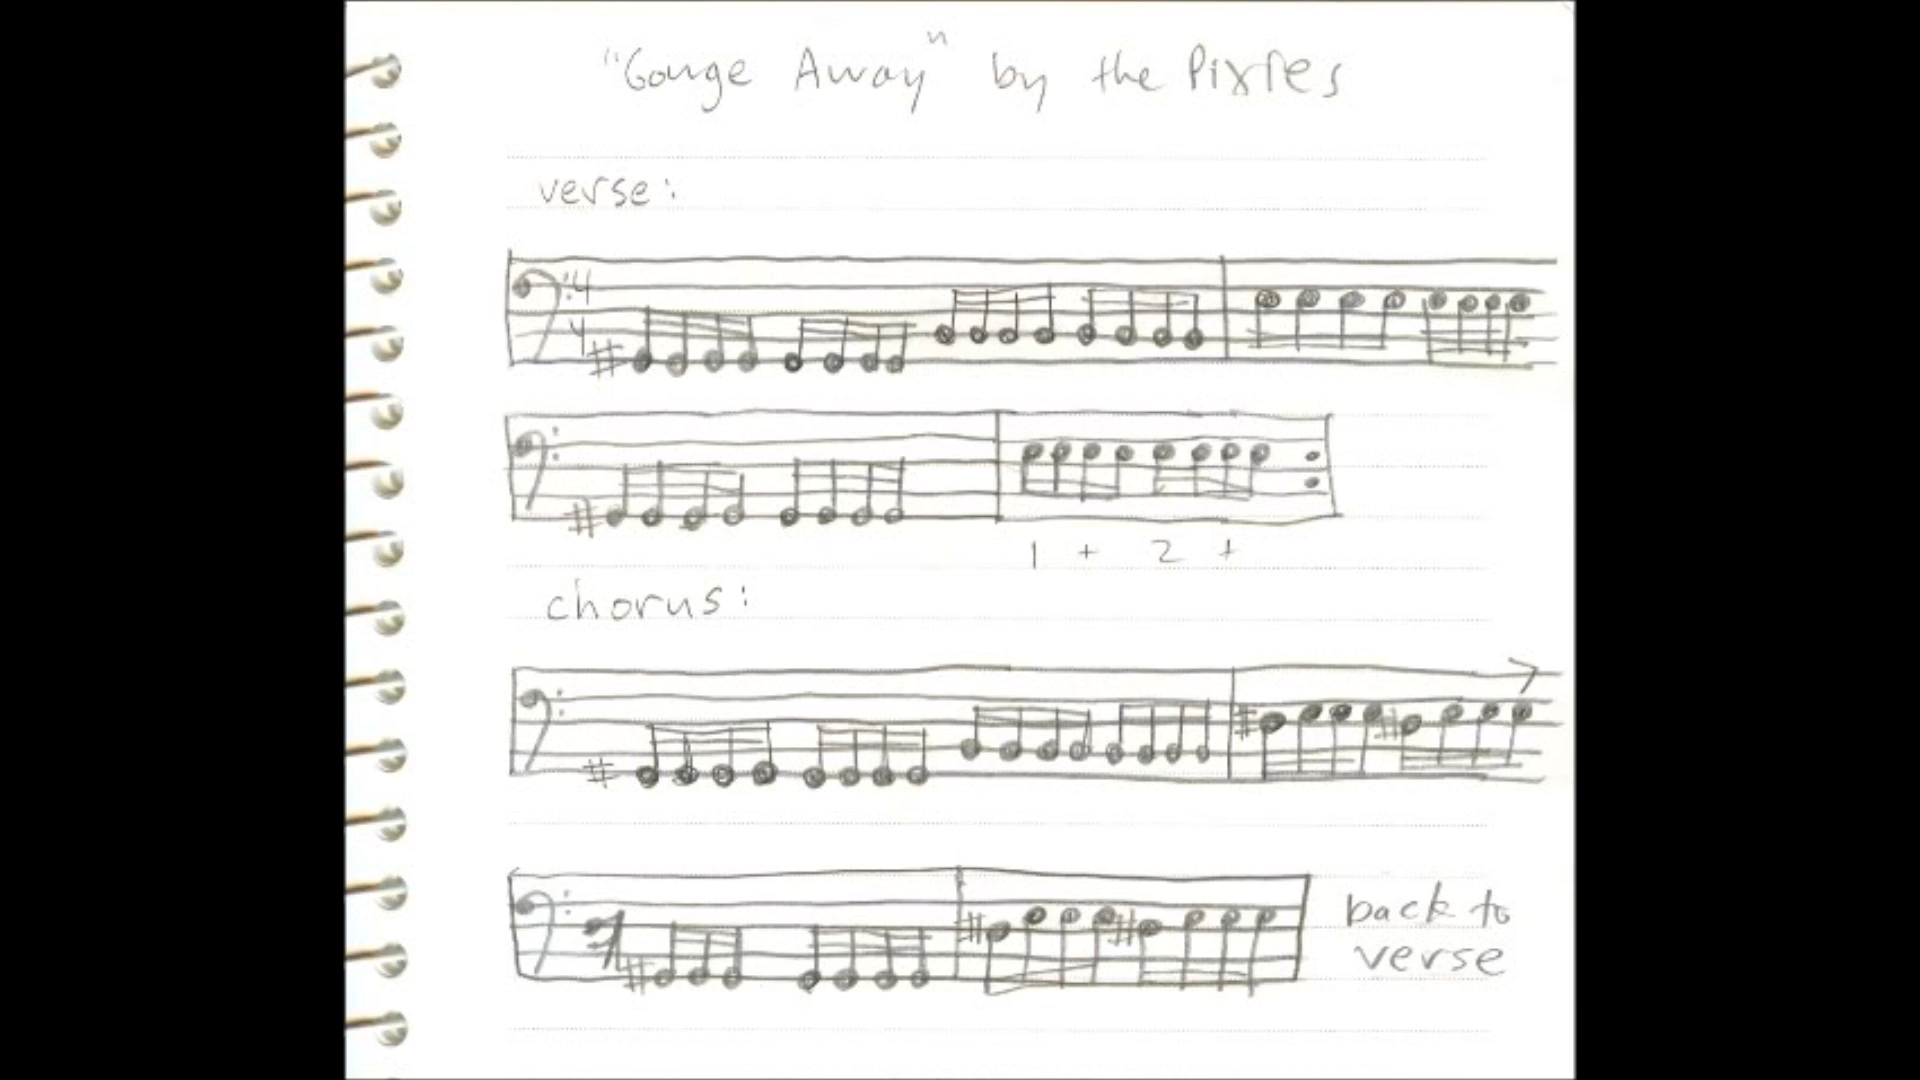 "Gouge Away" by the Pixies
verse:
4
4
1 + 2 +
chorus:
back to
verse